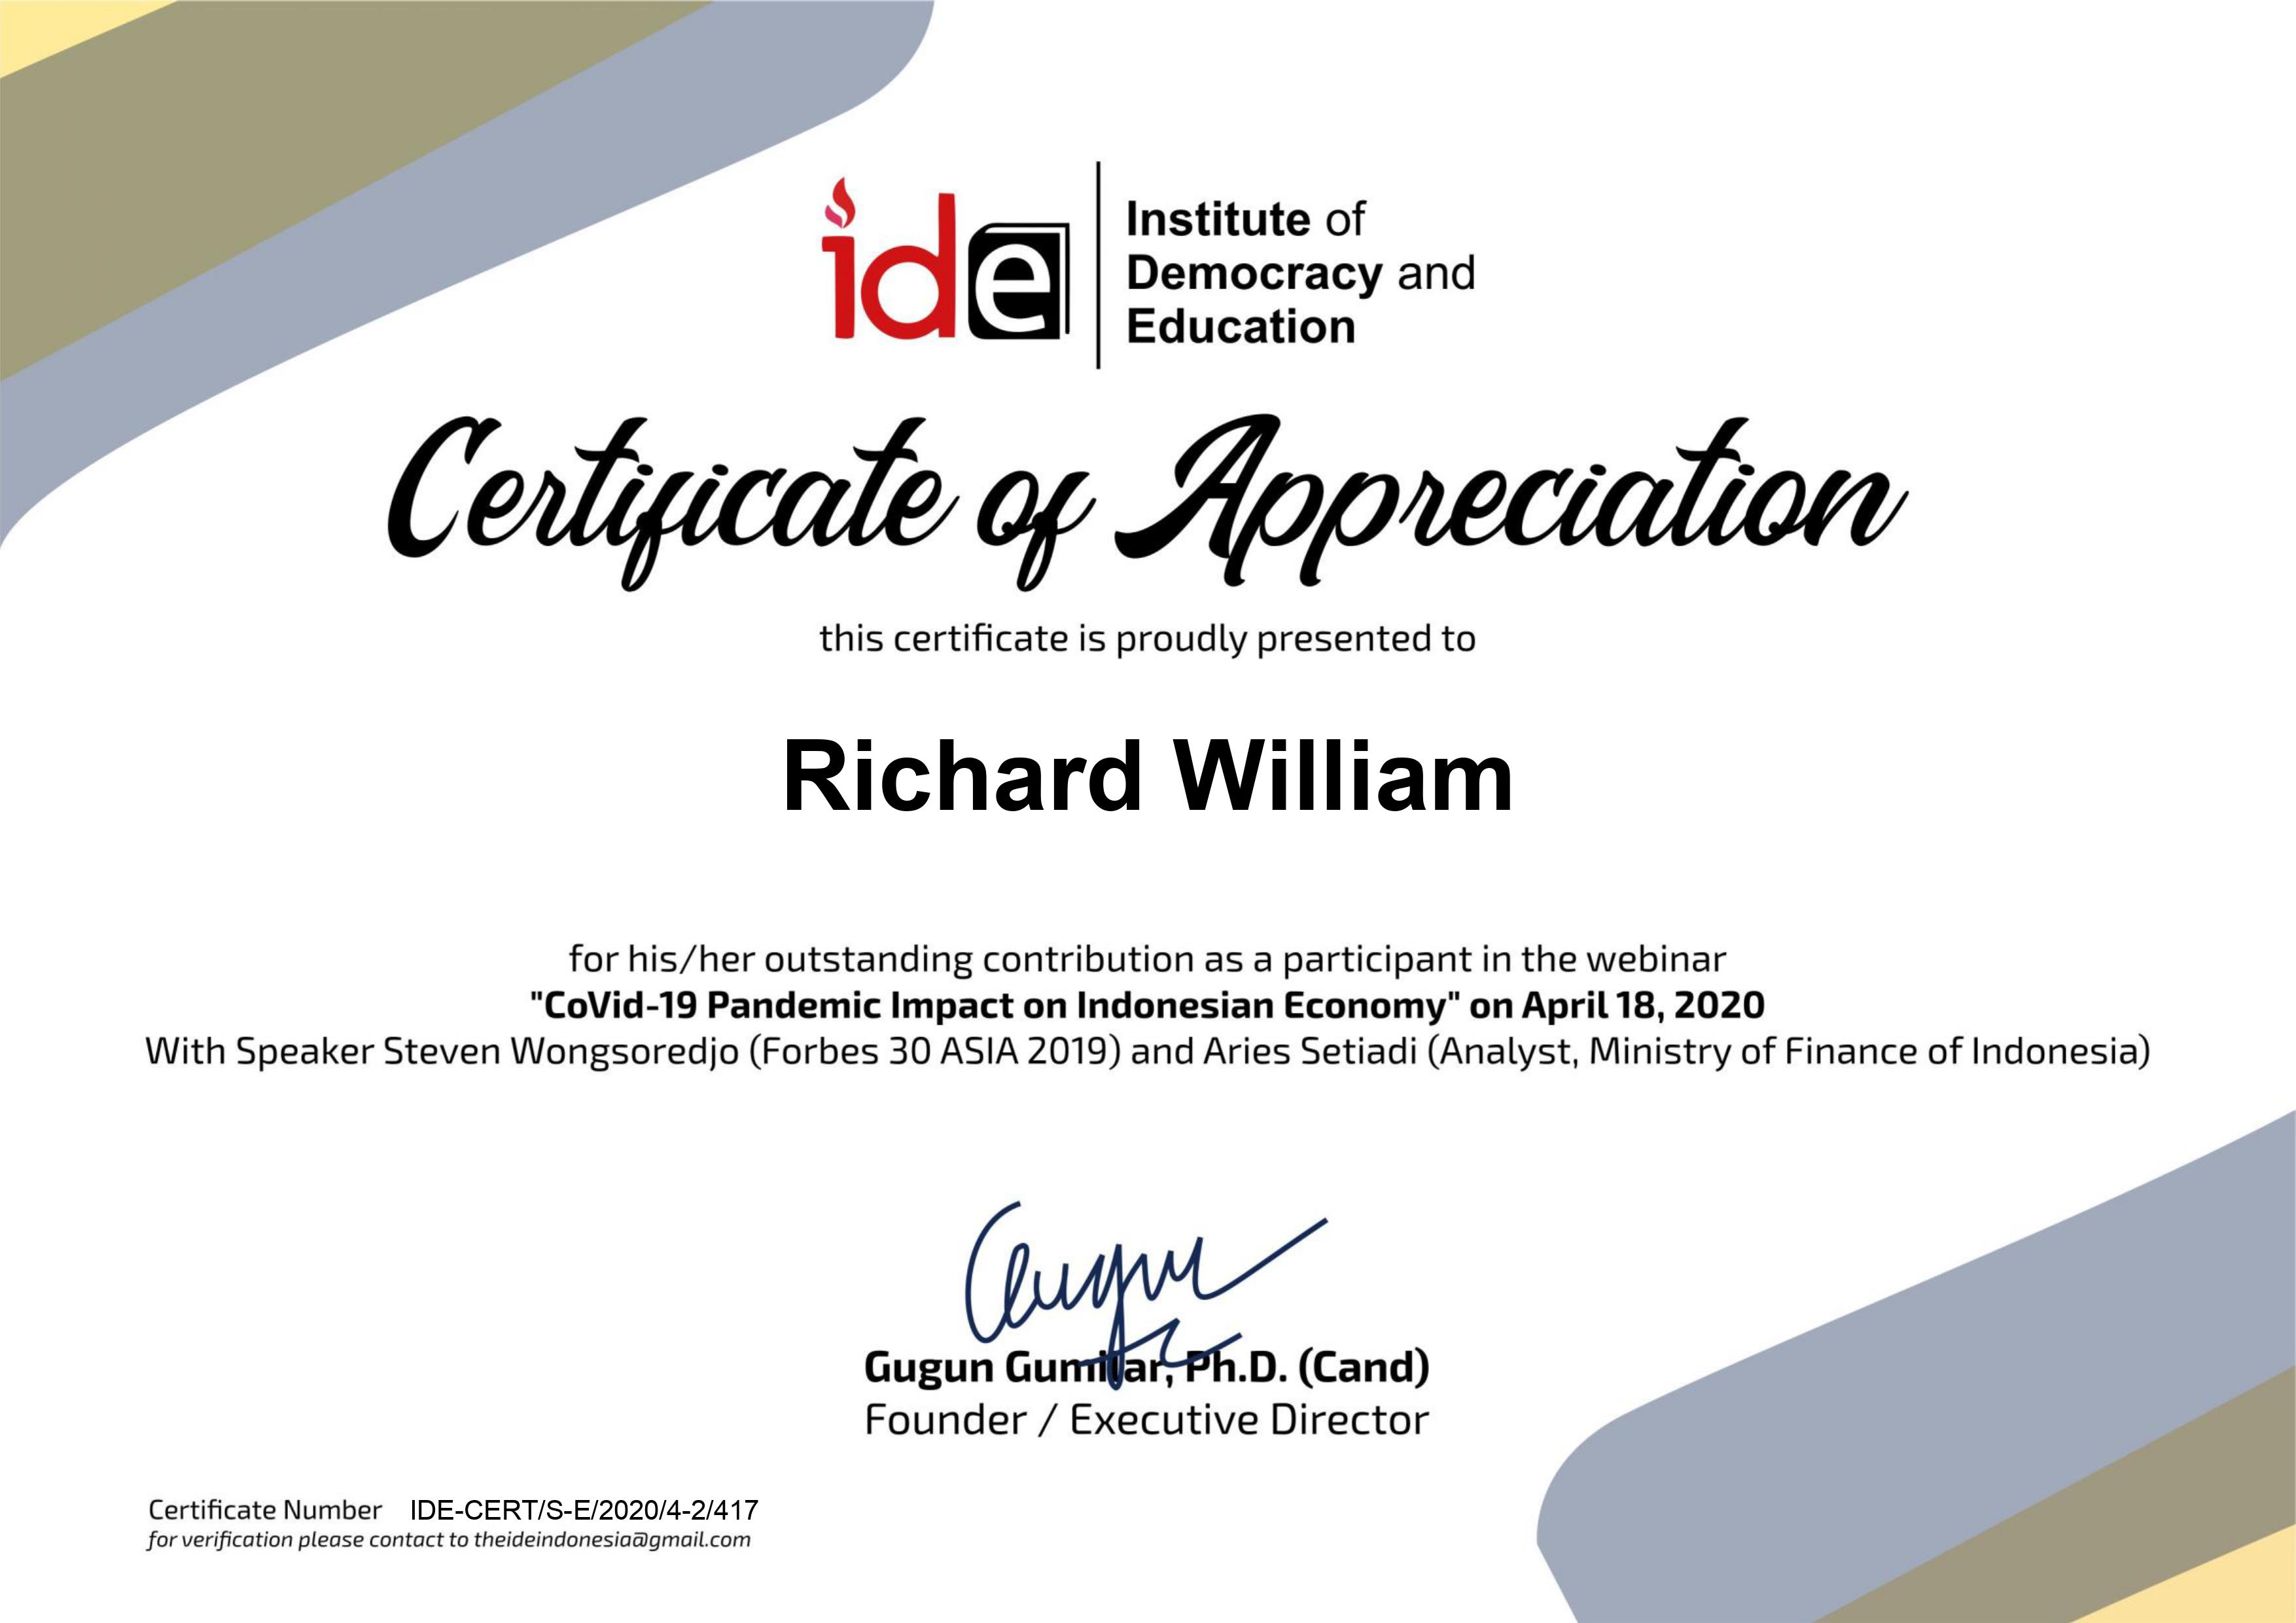 ide
Institute of
Democracy and
Education
Certificate of Appreciation
this certificate is proudly presented to
Richard William
for his/her outstanding contribution as a participant in the webinar
"CoVid-19 Pandemic Impact on Indonesian Economy" on April 18, 2020
With Speaker Steven Wongsoredjo (Forbes 30 ASIA 2019) and Aries Setiadi (Analyst, Ministry of Finance of Indonesia)
Gugun Gumilar, Ph.D. (Cand)
Founder / Executive Director
Certificate Number IDE-CERT/S-E/2020/4-2/417
for verification please contact to theideindonesia@gmail.com